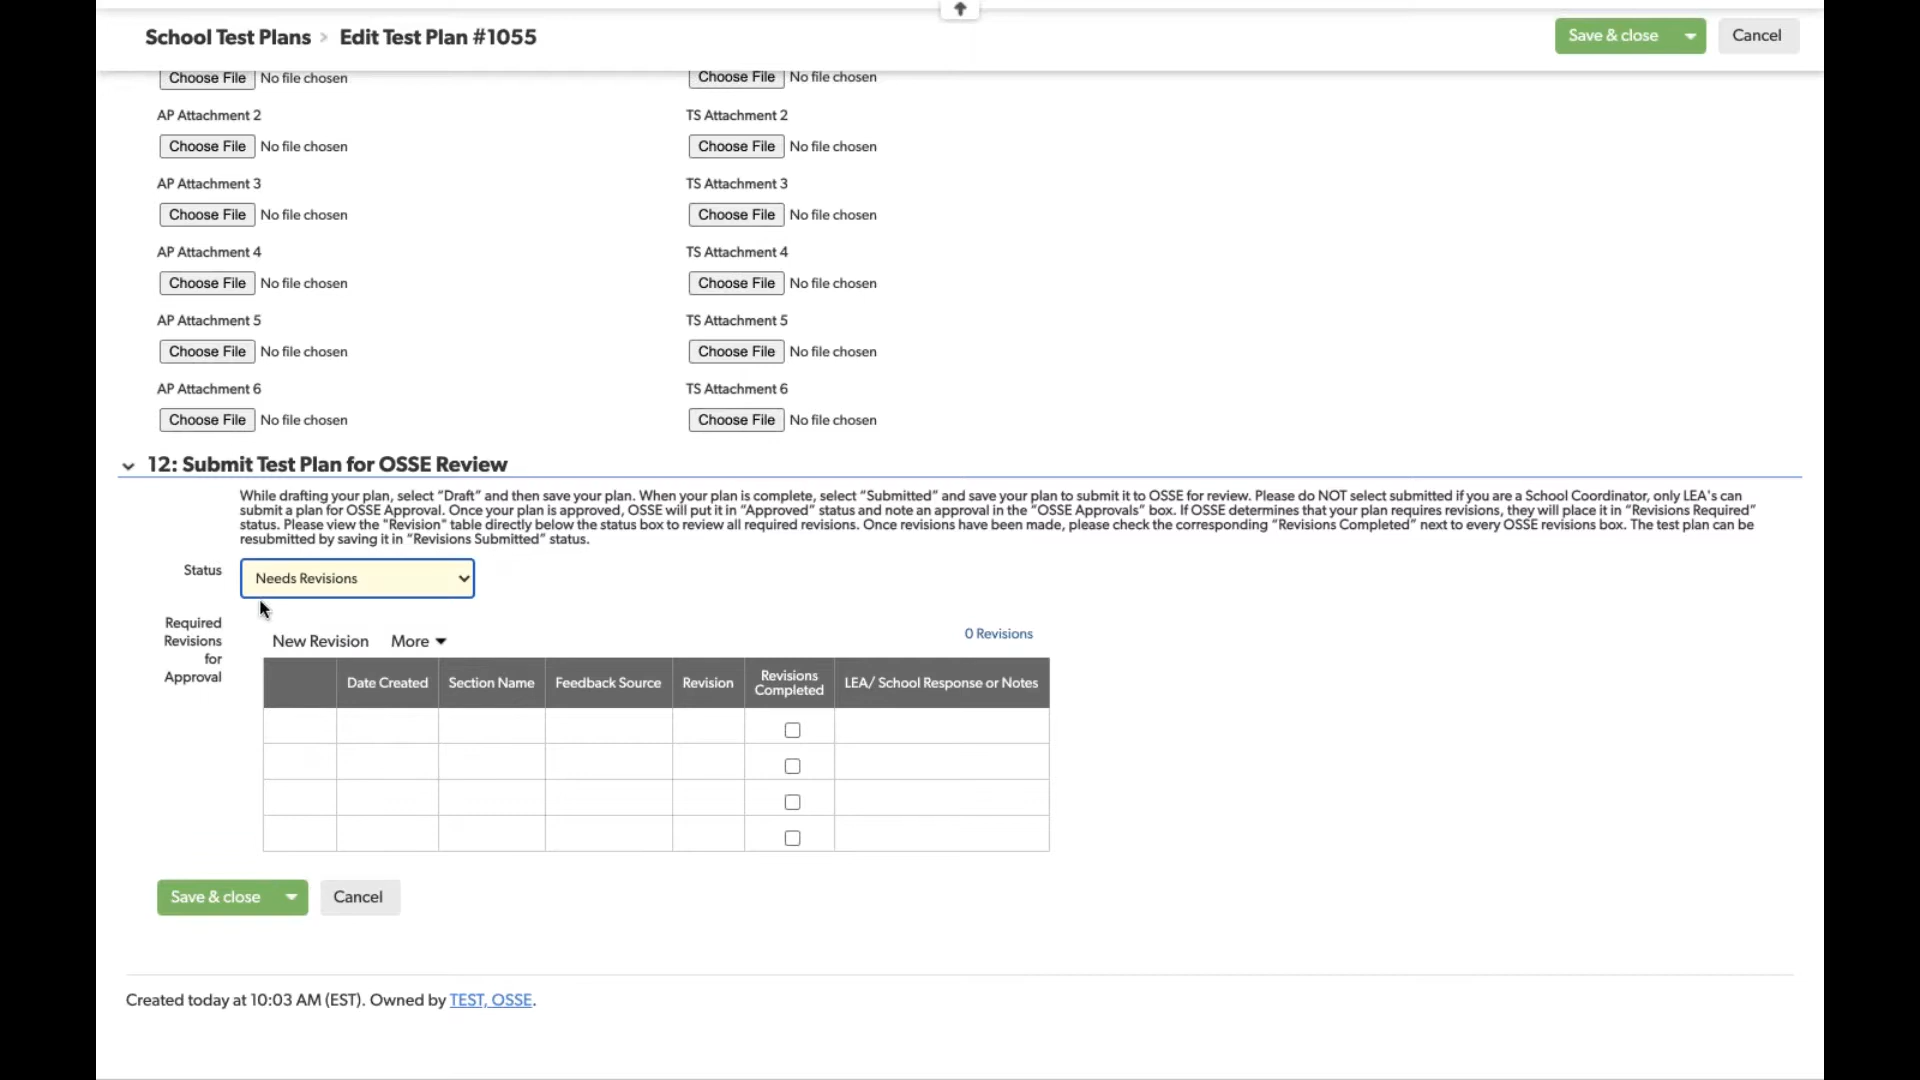 School Test Plans > Edit Test Plan #1055
Save & close
Cancel
Choose File No file chosen
Choose File No file chosen
AP Attachment 2
TS Attachment 2
Choose File No file chosen
Choose File No file chosen
AP Attachment 3
TS Attachment 3
Choose File No file chosen
Choose File No file chosen
AP Attachment 4
TS Attachment 4
Choose File No file chosen
Choose File No file chosen
AP Attachment 5
TS Attachment 5
Choose File No file chosen
Choose File No file chosen
AP Attachment 6
TS Attachment 6
Choose File No file chosen
Choose File No file chosen
12: Submit Test Plan for OSSE Review
While drafting your plan, select “Draft” and then save your plan. When your plan is complete, select “Submitted” and save your plan to submit it to OSSE for review. Please do NOT select submitted if you are a School Coordinator, only LEA's can
submit a plan for OSSE Approval. Once your plan is approved, OSSE will put it in “Approved” status and note an approval in the “OSSE Approvals” box. If OSSE determines that your plan requires revisions, they will place it in “Revisions Required”
status. Please view the "Revision" table directly below the status box to review all required revisions. Once revisions have been made, please check the corresponding “Revisions Completed” next to every OSSE revisions box. The test plan can be
resubmitted by saving it in “Revisions Submitted” status.
Status
Needs Revisions
Required
Revisions
for
Approval
New Revision More
0 Revisions
Date Created
Section Name
Feedback Source
Revision
Revisions
Completed
LEA/ School Response or Notes
Save & close
Cancel
Created today at 10:03 AM (EST). Owned by TEST, OSSE.